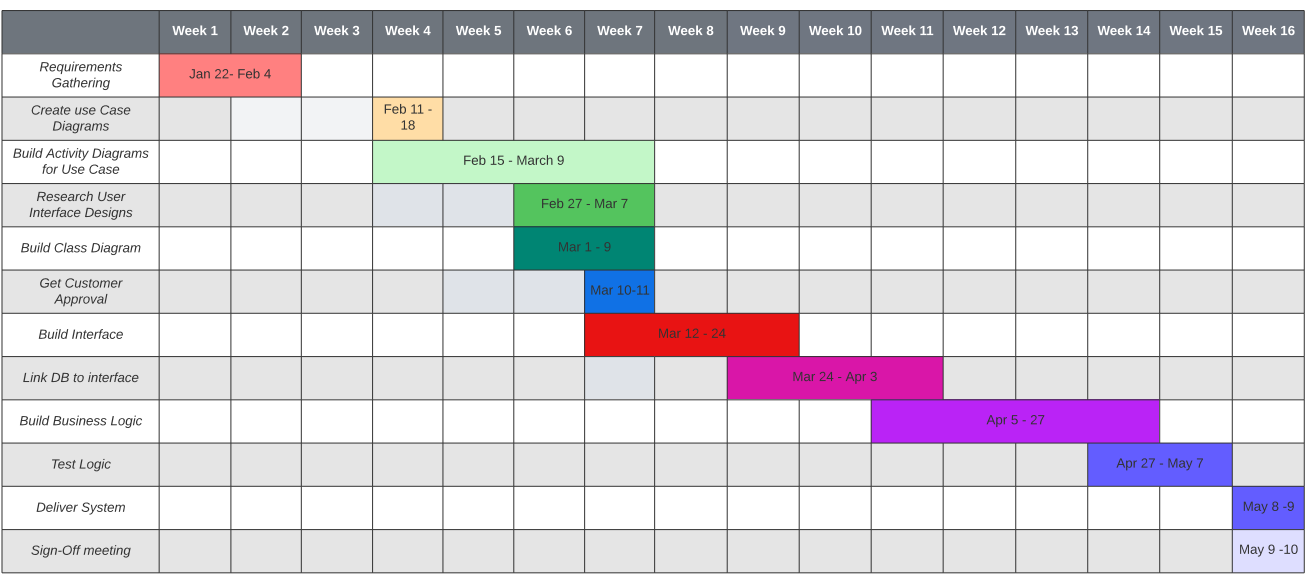 Week 1 Week 2 Week 3 Week 4 Week 5 Week 6 Week 7 Week 8 Week 9 Week 10 Week 11 Week 12 Week 13 Week 14 Week 15 Week 16
Requirements
Gathering
Jan 22- Feb 4
Create use Case
Diagrams
Feb 11 -
18
Build Activity Diagrams
for Use Case
Feb 15 - March 9
Research User
Interface Designs
Feb 27 - Mar 7
Build Class Diagram
Mar 1 - 9
Get Customer
Approval
Mar 10-11
Build Interface
Mar 12 - 24
Link DB to interface
Mar 24 - Apr 3
Build Business Logic
Apr 5 - 27
Test Logic
Apr 27 - May 7
Deliver System
May 8 -9
Sign-Off meeting
May 9 -10